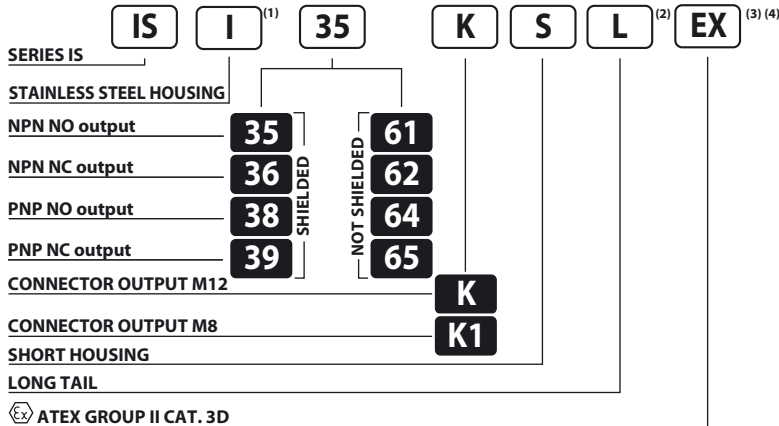 IS I (1) 35 K S L (2) EX (3) (4)
SERIES IS
STAINLESS STEEL HOUSING
NPN NO output 35 61
NPN NC output 36 62
PNP NO output 38 64
PNP NC output 39 65
SHIELDED
NOT SHIELDED
CONNECTOR OUTPUT M12 K
CONNECTOR OUTPUT M8 K1
SHORT HOUSING
LONG TAIL
Ex ATEX GROUP II CAT. 3D